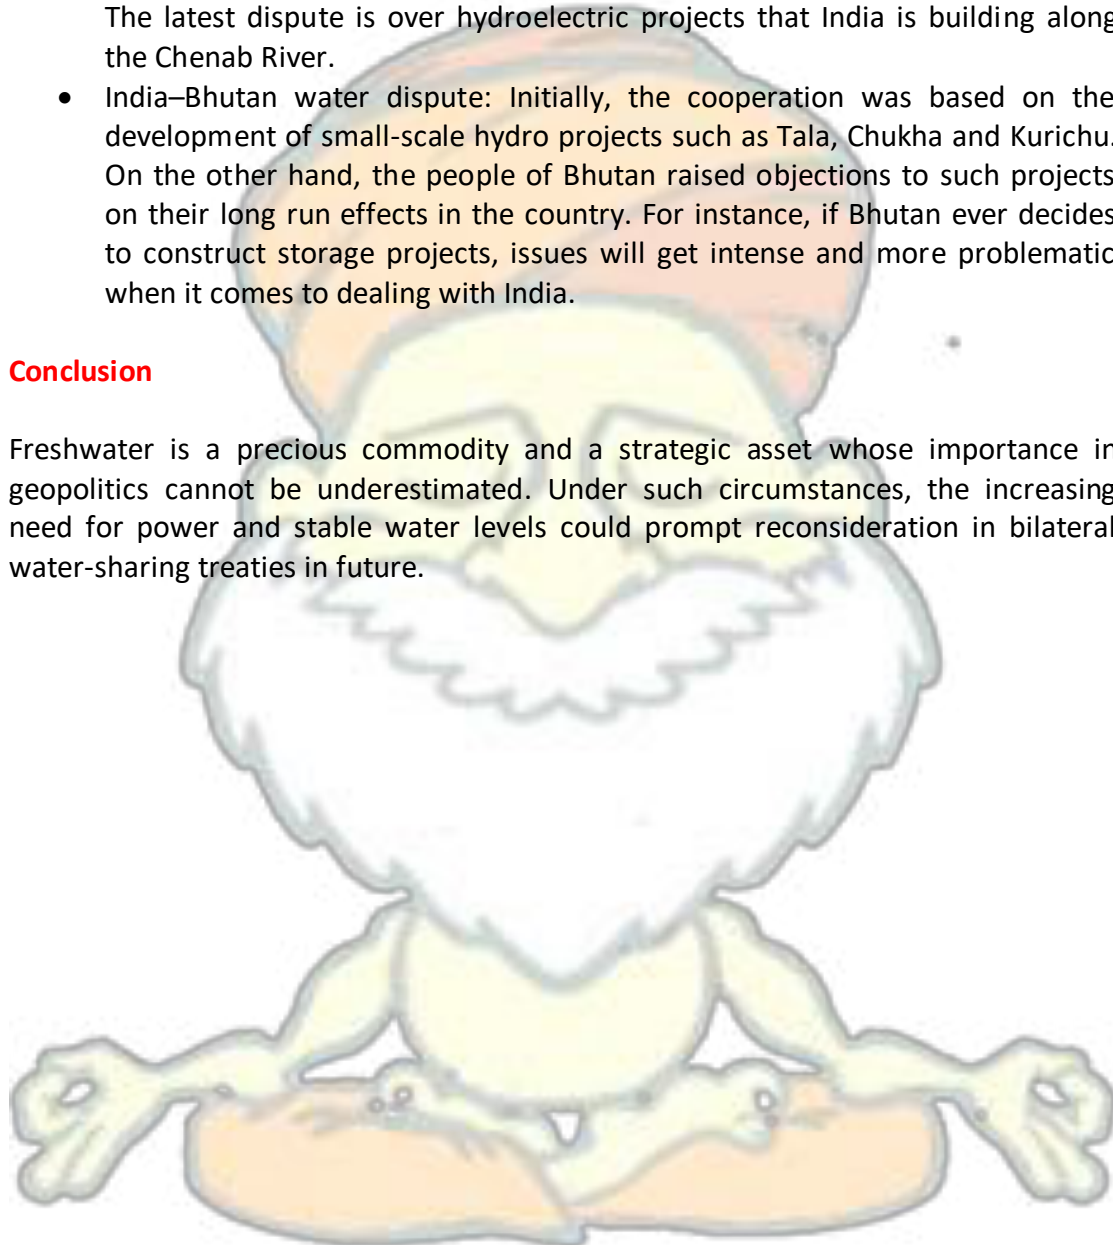 The latest dispute is over hydroelectric projects that India is building along
the Chenab River.
• India–Bhutan water dispute: Initially, the cooperation was based on the
development of small-scale hydro projects such as Tala, Chukha and Kurichu.
On the other hand, the people of Bhutan raised objections to such projects
on their long run effects in the country. For instance, if Bhutan ever decides
to construct storage projects, issues will get intense and more problematic
when it comes to dealing with India.
Conclusion
Freshwater is a precious commodity and a strategic asset whose importance in
geopolitics cannot be underestimated. Under such circumstances, the increasing
need for power and stable water levels could prompt reconsideration in bilateral
water-sharing treaties in future.